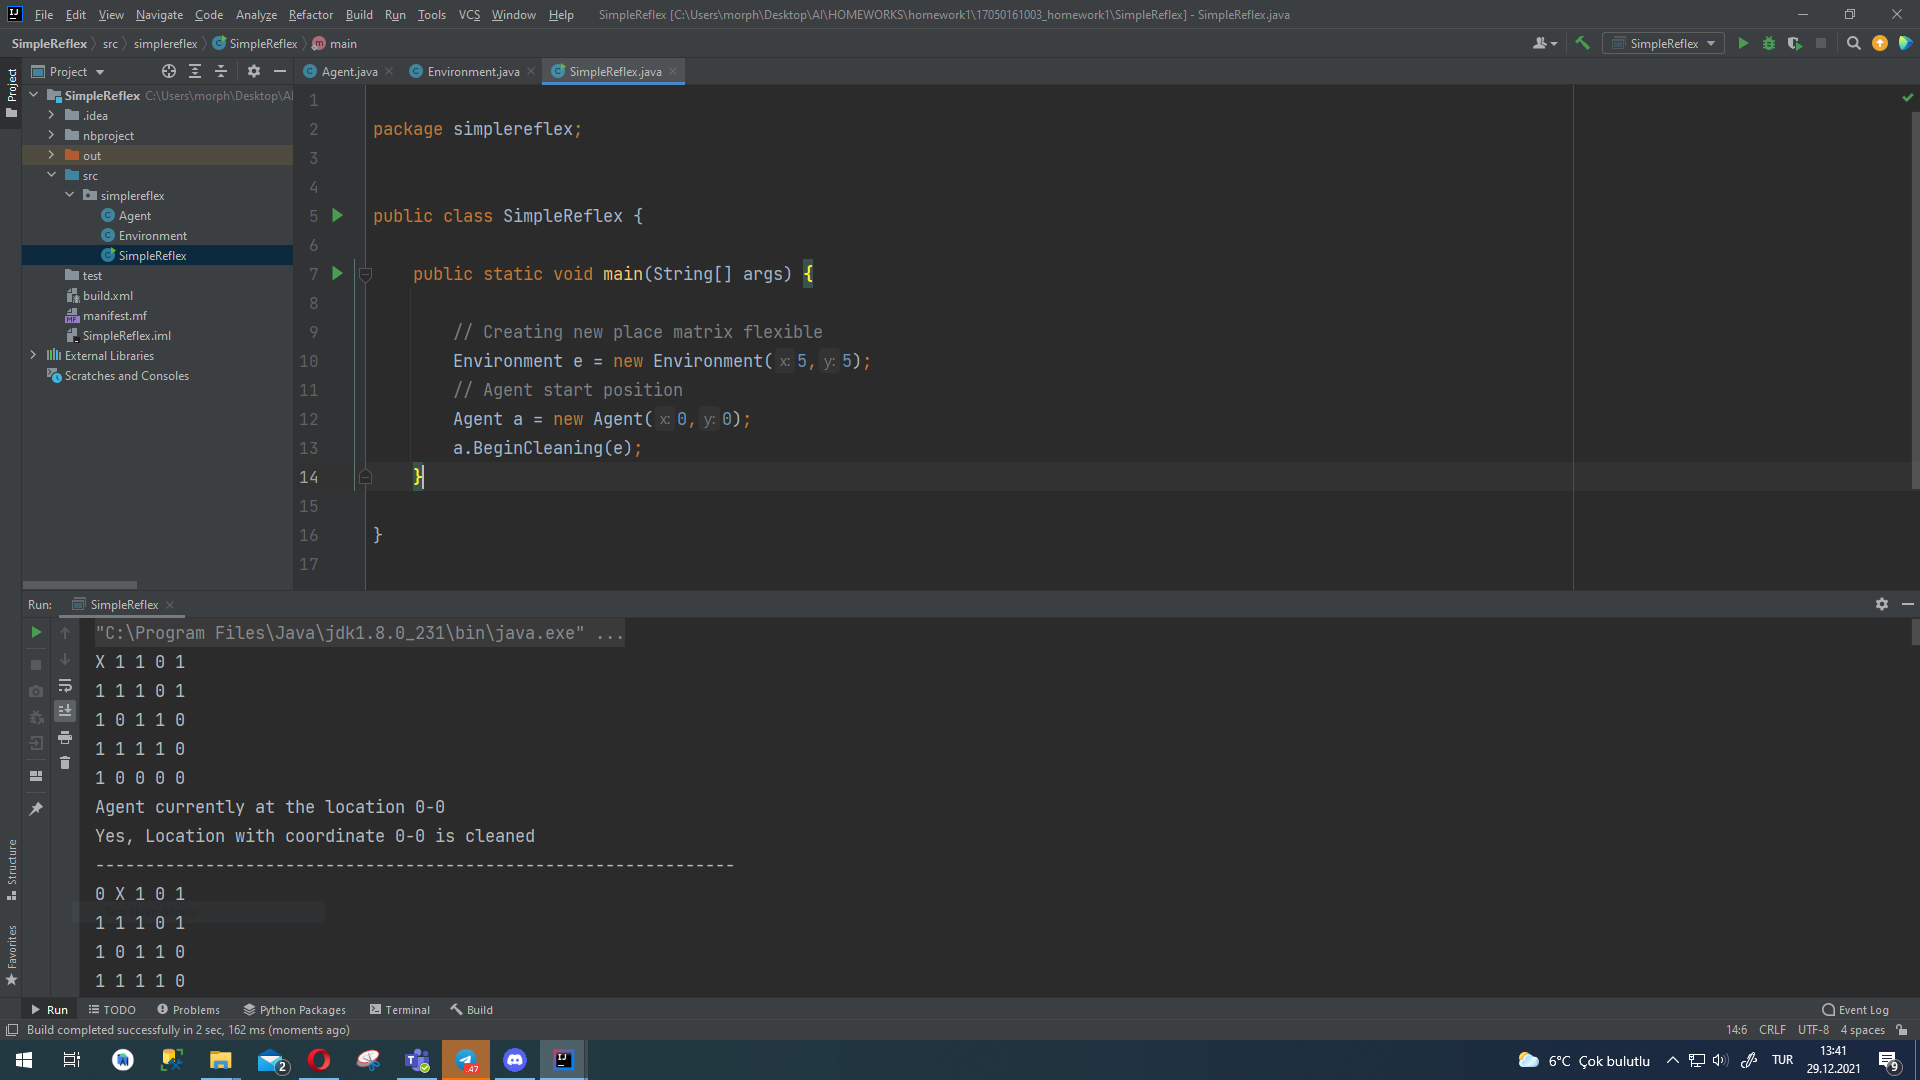 File Edit View Navigate Code Analyze Refactor Build Run Tools VCS Window Help SimpleReflex [C:\Users\morph\Desktop\AI\HOMEWORKS\homework1\17050161003_homework1\SimpleReflex] - SimpleReflex.java
SimpleReflex src simplereflex SimpleReflex main
SimpleReflex
Project
Project
Agent.java Environment.java SimpleReflex.java
SimpleReflex C:\Users\morph\Desktop\AI
.idea
nbproject
out
src
simplereflex
Agent
Environment
SimpleReflex
test
build.xml
manifest.mf
SimpleReflex.iml
External Libraries
Scratches and Consoles
1
2 package simplereflex;
3
4
5 public class SimpleReflex {
6
7 public static void main(String[] args) {
8
9 // Creating new place matrix flexible
10 Environment e = new Environment( x: 5, y: 5);
11 // Agent start position
12 Agent a = new Agent( x: 0, y: 0);
13 a.BeginCleaning(e);
14 }
15
16 }
17
Run: SimpleReflex
"C:\Program Files\Java\jdk1.8.0_231\bin\java.exe" ...
X 1 1 0 1
1 1 1 0 1
1 0 1 1 0
1 1 1 1 0
1 0 0 0 0
Agent currently at the location 0-0
Yes, Location with coordinate 0-0 is cleaned
----------------------------------------------------------------
0 X 1 0 1
1 1 1 0 1
1 0 1 1 0
1 1 1 1 0
Structure
Favorites
Run TODO Problems Python Packages Terminal Build Event Log
Build completed successfully in 2 sec, 162 ms (moments ago) 14:6 CRLF UTF-8 4 spaces
2 47 6°C Çok bulutlu TUR 13:41
29.12.2021 9